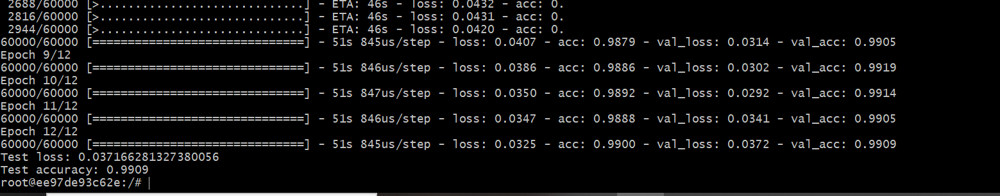 2688/60000 [>.............................] - ETA: 46s - loss: 0.0432 - acc: 0.
2816/60000 [>.............................] - ETA: 46s - loss: 0.0431 - acc: 0.
2944/60000 [>.............................] - ETA: 46s - loss: 0.0420 - acc: 0.
60000/60000 [==============================] - 51s 845us/step - loss: 0.0407 - acc: 0.9879 - val_loss: 0.0314 - val_acc: 0.9905
Epoch 9/12
60000/60000 [==============================] - 51s 846us/step - loss: 0.0386 - acc: 0.9886 - val_loss: 0.0302 - val_acc: 0.9919
Epoch 10/12
60000/60000 [==============================] - 51s 847us/step - loss: 0.0350 - acc: 0.9892 - val_loss: 0.0292 - val_acc: 0.9914
Epoch 11/12
60000/60000 [==============================] - 51s 846us/step - loss: 0.0347 - acc: 0.9888 - val_loss: 0.0341 - val_acc: 0.9905
Epoch 12/12
60000/60000 [==============================] - 51s 845us/step - loss: 0.0325 - acc: 0.9900 - val_loss: 0.0372 - val_acc: 0.9909
Test loss: 0.037166281327380056
Test accuracy: 0.9909
root@ee97de93c62e:/#